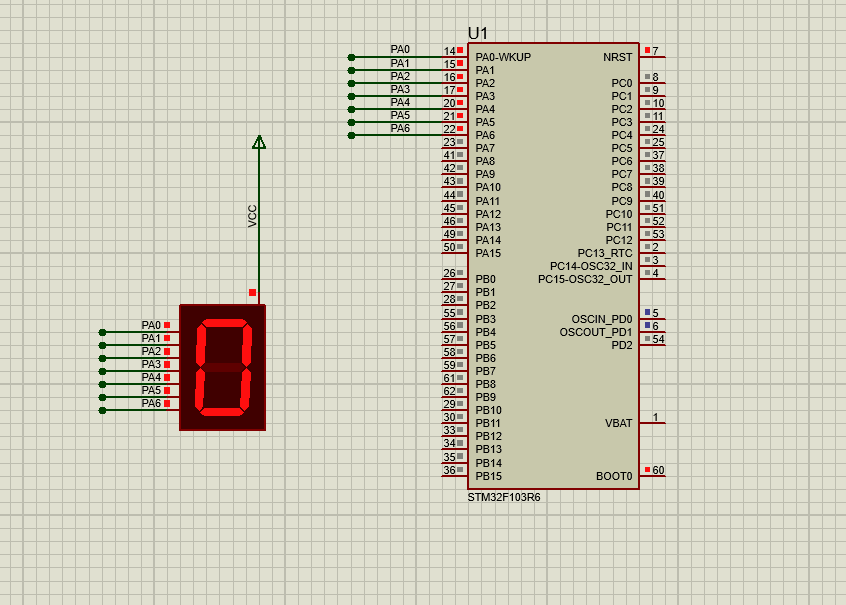 U1
PA0 14 PA0-WKUP NRST 7
PA1 15 PA1
PA2 16 PA2 PC0 8
PA3 17 PA3 PC1 9
PA4 20 PA4 PC2 10
PA5 21 PA5 PC3 11
PA6 22 PA6 PC4 24
23 PA7 PC5 25
41 PA8 PC6 37
42 PA9 PC7 38
43 PA10 PC8 39
44 PA11 PC9 40
45 PA12 PC10 51
46 PA13 PC11 52
49 PA14 PC12 53
50 PA15 PC13_RTC 2
PC14-OSC32_IN 3
26 PB0 PC15-OSC32_OUT 4
27 PB1
28 PB2
55 PB3 OSCIN_PD0 5
56 PB4 OSCOUT_PD1 6
57 PB5 PD2 54
58 PB6
59 PB7
61 PB8
62 PB9
29 PB10
30 PB11 VBAT 1
33 PB12
34 PB13
35 PB14
36 PB15 BOOT0 60
STM32F103R6
VCC
PA0
PA1
PA2
PA3
PA4
PA5
PA6
0